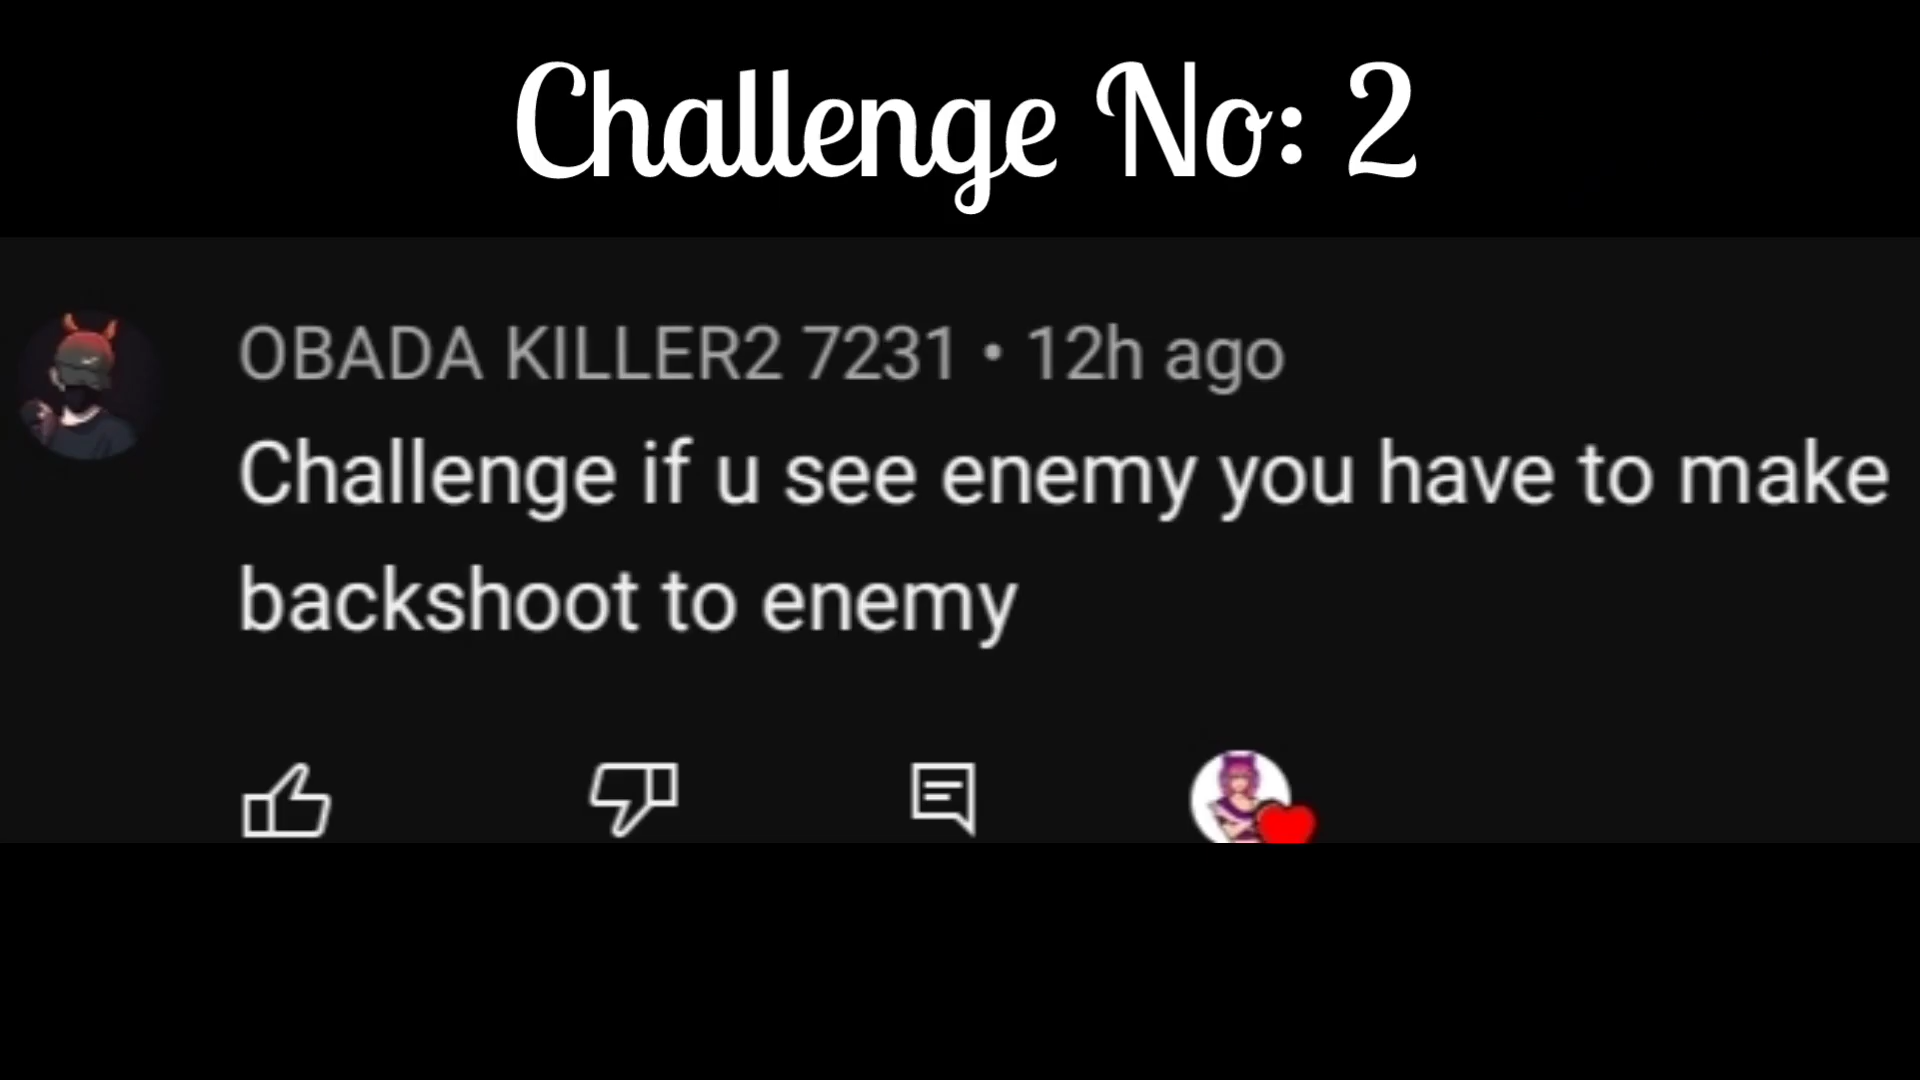 Challenge No: 2
OBADA KILLER2 7231 • 12h ago
Challenge if u see enemy you have to make
backshoot to enemy